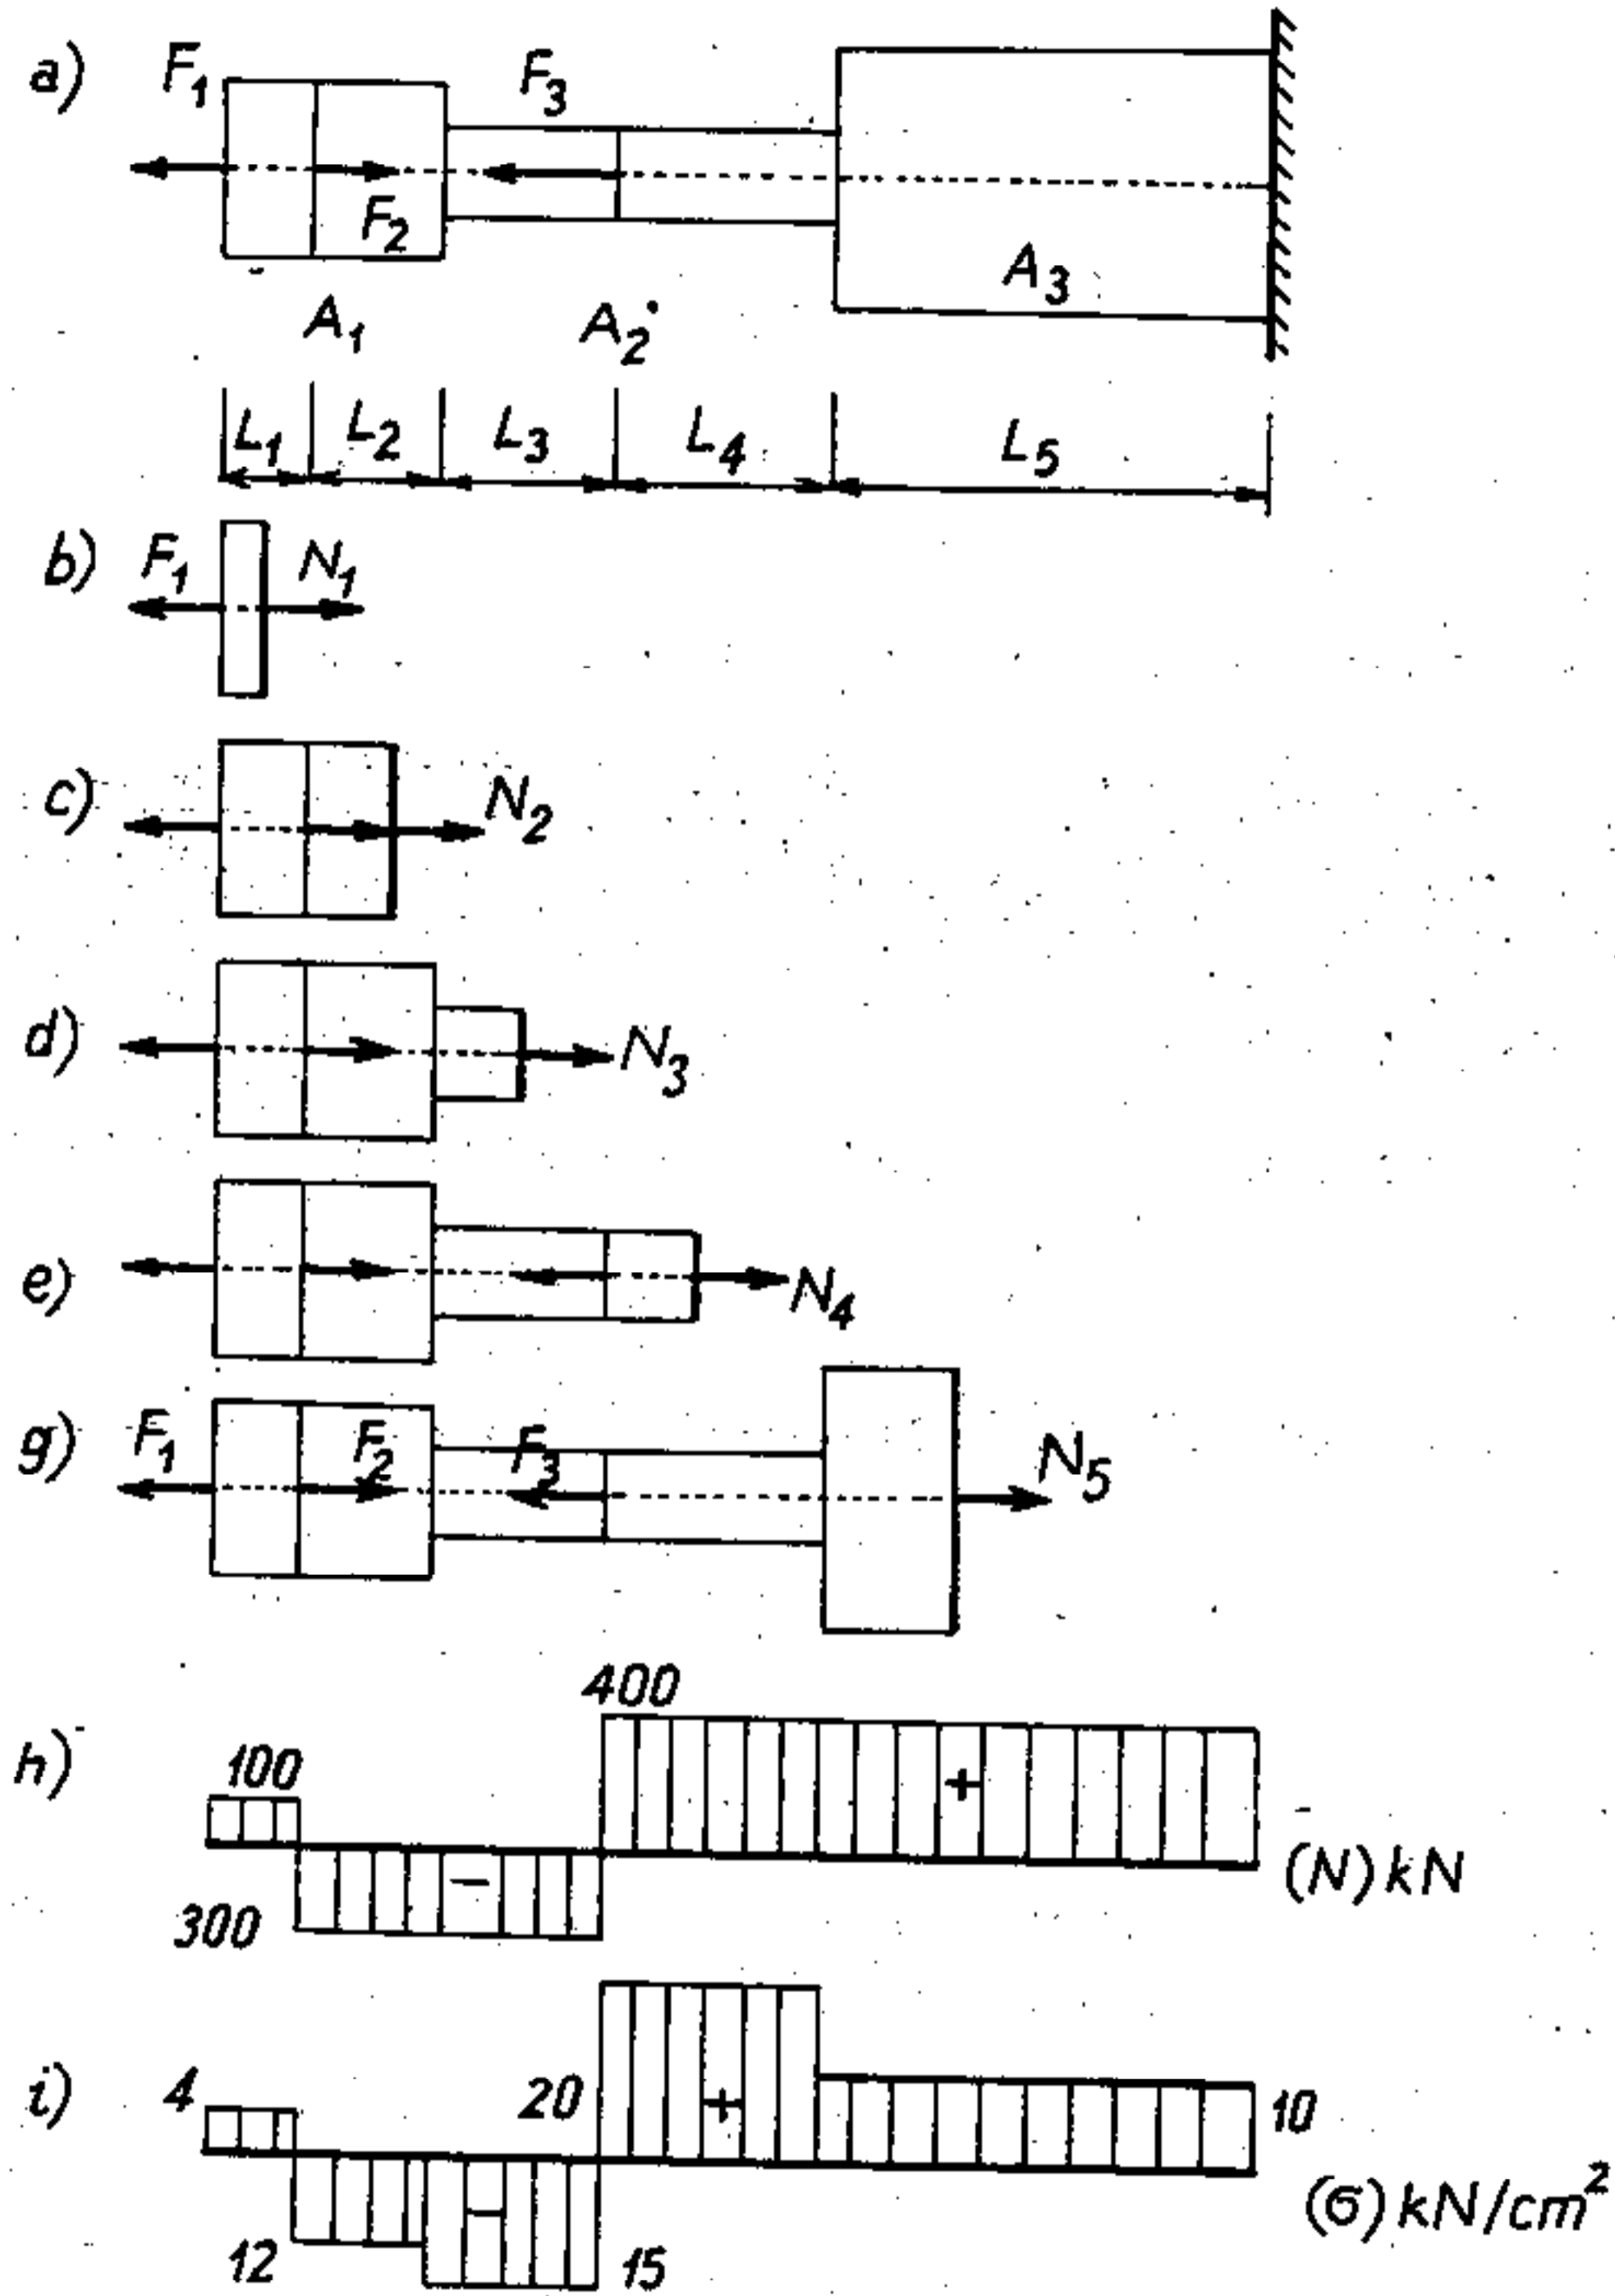 a) F1 F3
F2
A1 A2 A3
L1 L2 L3 L4 L5
b) F1 N1
c) N2
d) N3
e) N4
g) F1 F2 F3 N5
400
h) 100 +
−
(N) kN
300
i) 4 20 + 10
−
(σ) kN/cm²
12 15